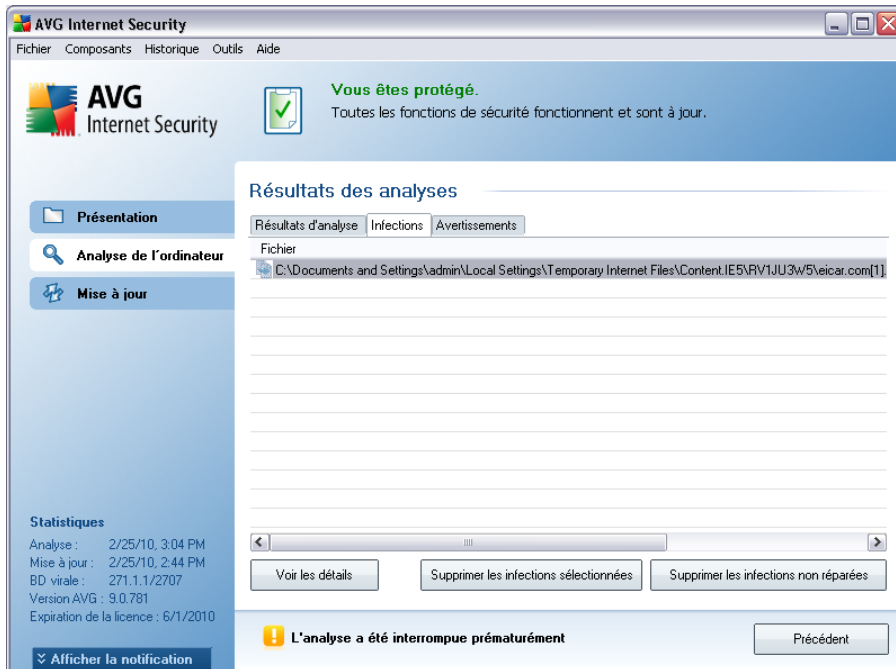 AVG Internet Security
Fichier Composants Historique Outils Aide
AVG
Internet Security
Vous êtes protégé.
Toutes les fonctions de sécurité fonctionnent et sont à jour.
Présentation
Analyse de l'ordinateur
Mise à jour
Résultats des analyses
Résultats d'analyse Infections Avertissements
Fichier
C:\Documents and Settings\admin\Local Settings\Temporary Internet Files\Content.IE5\RV1JU3W5\eicar.com[1].
Statistiques
Analyse : 2/25/10, 3:04 PM
Mise à jour : 2/25/10, 2:44 PM
BD virale : 271.1.1/2707
Version AVG : 9.0.781
Expiration de la licence : 6/1/2010
Afficher la notification
Voir les détails Supprimer les infections sélectionnées Supprimer les infections non réparées
L'analyse a été interrompue prématurément
Précédent